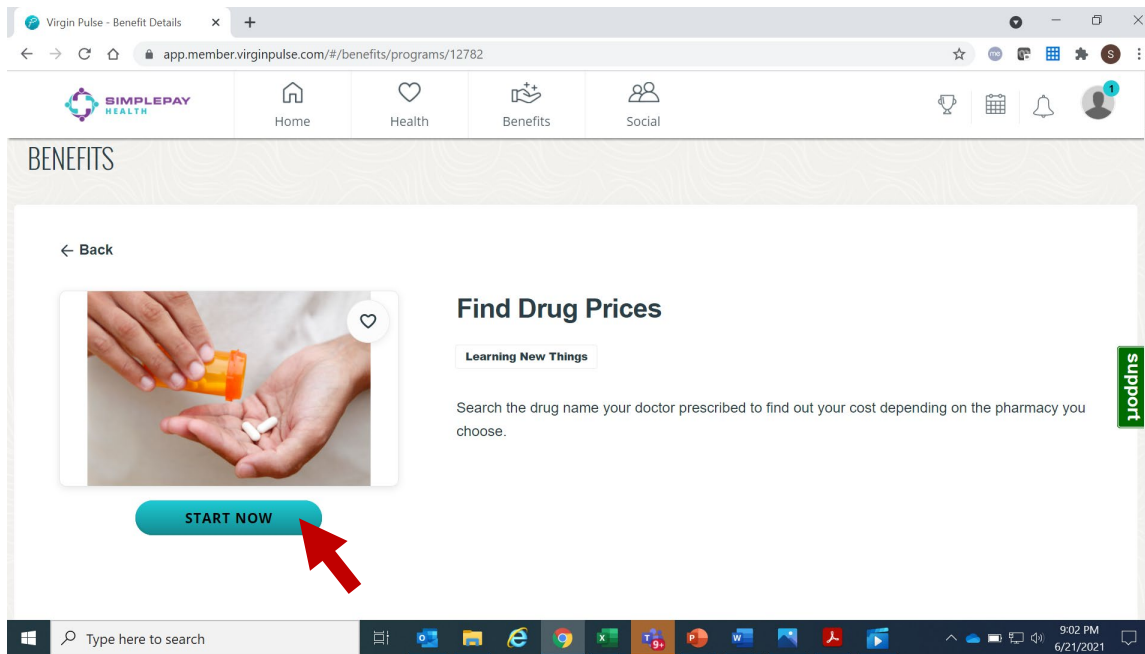 Virgin Pulse - Benefit Details
app.member.virginpulse.com/#/benefits/programs/12782
me
S
SIMPLEPAY
HEALTH
Home
Health
Benefits
Social
1
BENEFITS
← Back
Find Drug Prices
Learning New Things
Search the drug name your doctor prescribed to find out your cost depending on the pharmacy you
choose.
support
START NOW
Type here to search
9+
9:02 PM
6/21/2021